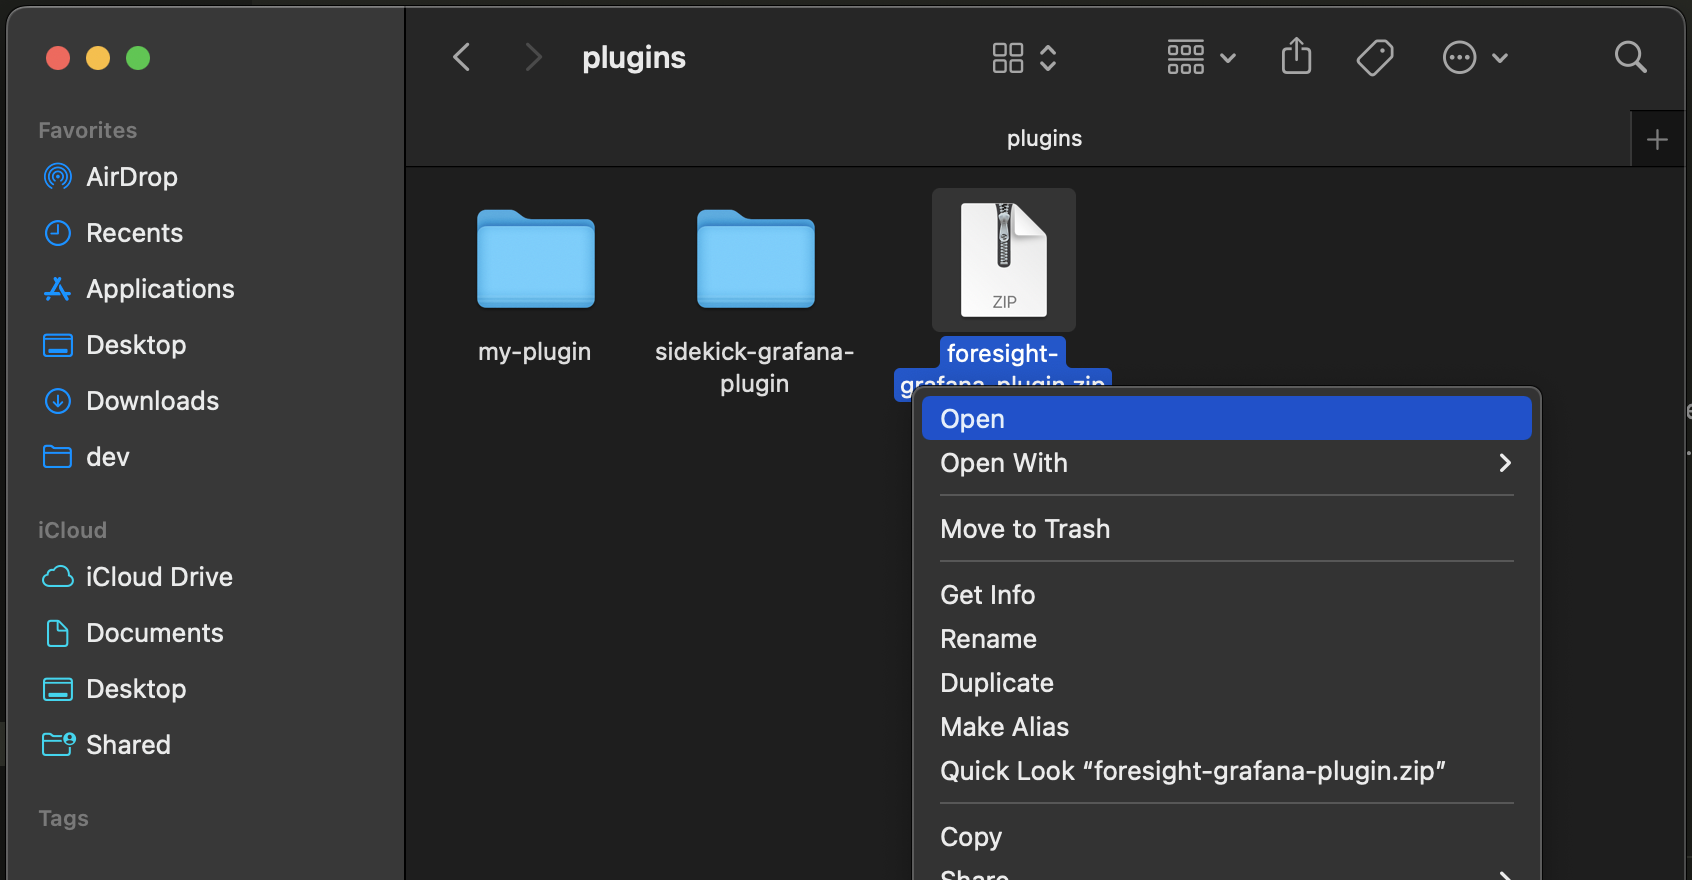 plugins
plugins
Favorites
AirDrop
Recents
Applications
Desktop
Downloads
dev
iCloud
iCloud Drive
Documents
Desktop
Shared
Tags
my-plugin
sidekick-grafana-
plugin
ZIP
foresight-
grafana-plugin.zip
Open
Open With
Move to Trash
Get Info
Rename
Duplicate
Make Alias
Quick Look “foresight-grafana-plugin.zip”
Copy
Share